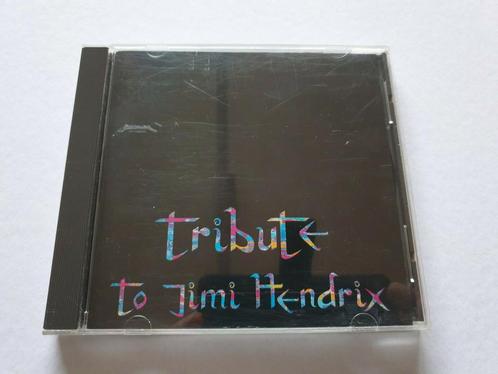 tribute
to Jimi Hendrix